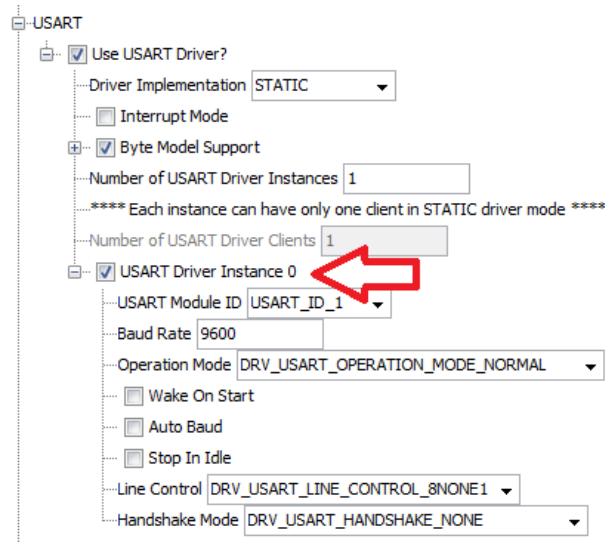 USART
Use USART Driver?
Driver Implementation STATIC
Interrupt Mode
Byte Model Support
Number of USART Driver Instances 1
**** Each instance can have only one client in STATIC driver mode ****
Number of USART Driver Clients 1
USART Driver Instance 0
USART Module ID USART_ID_1
Baud Rate 9600
Operation Mode DRV_USART_OPERATION_MODE_NORMAL
Wake On Start
Auto Baud
Stop In Idle
Line Control DRV_USART_LINE_CONTROL_8NONE1
Handshake Mode DRV_USART_HANDSHAKE_NONE